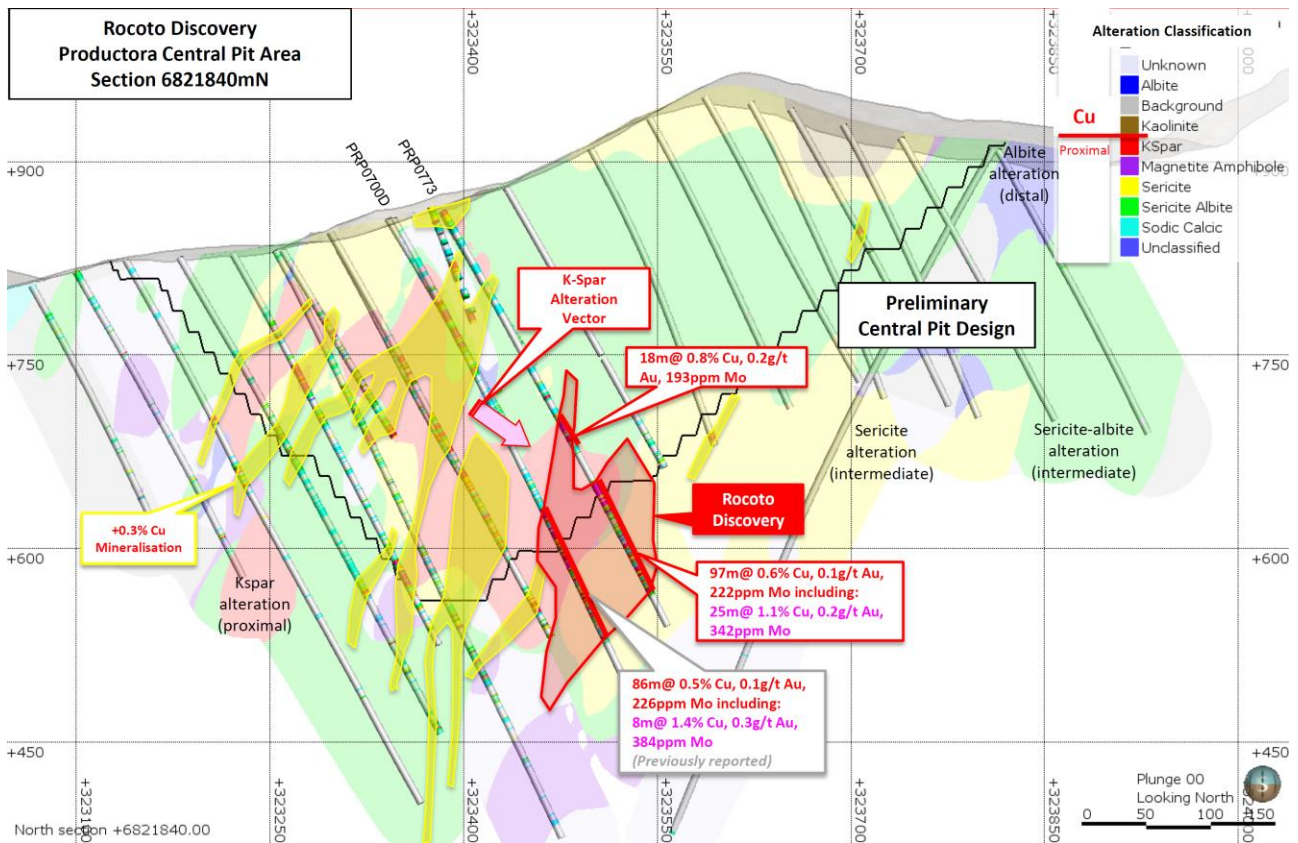 Rocoto Discovery
Productora Central Pit Area
Section 6821840mN
+323400
+323550
+323700
+323850
Alteration Classification
Unknown
Albite
Background
Kaolinite
KSpar
Magnetite Amphibole
Sericite
Sericite Albite
Sodic Calcic
Unclassified
Cu
Proximal
PRP0700D
PRP0773
+900
Albite
alteration
(distal)
K-Spar
Alteration
Vector
Preliminary
Central Pit Design
18m@ 0.8% Cu, 0.2g/t
Au, 193ppm Mo
+750
+750
Sericite
alteration
(intermediate)
Sericite-albite
alteration
(intermediate)
Rocoto
Discovery
+0.3% Cu
Mineralisation
+600
+600
Kspar
alteration
(proximal)
97m@ 0.6% Cu, 0.1g/t Au,
222ppm Mo including:
25m@ 1.1% Cu, 0.2g/t Au,
342ppm Mo
86m@ 0.5% Cu, 0.1g/t Au,
226ppm Mo including:
8m@ 1.4% Cu, 0.3g/t Au,
384ppm Mo
(Previously reported)
+450
+450
Plunge 00
Looking North
S
0 50 100 150
North section +6821840.00
+323100
+323250
+323400
+323550
+323700
+323850